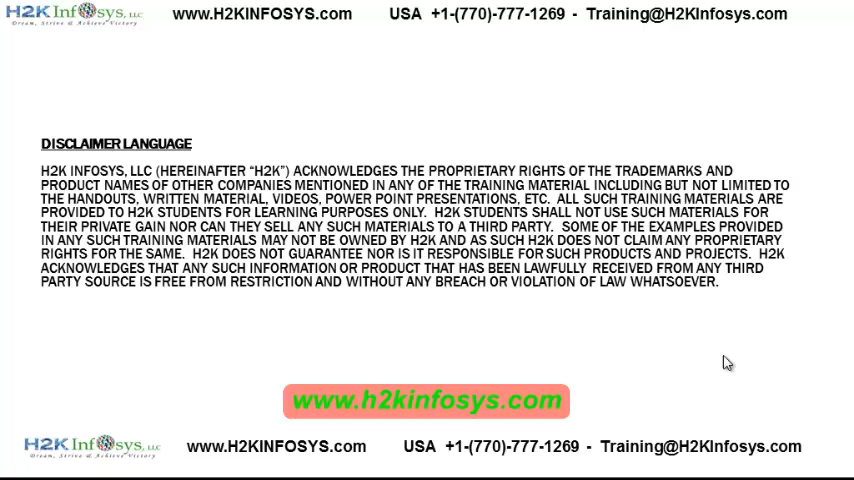 H2K Infosys, LLC
Dream, Strive & Achieve Victory
www.H2KINFOSYS.com
USA +1-(770)-777-1269 - Training@H2KInfosys.com
DISCLAIMER LANGUAGE
H2K INFOSYS, LLC (HEREINAFTER “H2K”) ACKNOWLEDGES THE PROPRIETARY RIGHTS OF THE TRADEMARKS AND
PRODUCT NAMES OF OTHER COMPANIES MENTIONED IN ANY OF THE TRAINING MATERIAL INCLUDING BUT NOT LIMITED TO
THE HANDOUTS, WRITTEN MATERIAL, VIDEOS, POWER POINT PRESENTATIONS, ETC. ALL SUCH TRAINING MATERIALS ARE
PROVIDED TO H2K STUDENTS FOR LEARNING PURPOSES ONLY. H2K STUDENTS SHALL NOT USE SUCH MATERIALS FOR
THEIR PRIVATE GAIN NOR CAN THEY SELL ANY SUCH MATERIALS TO A THIRD PARTY. SOME OF THE EXAMPLES PROVIDED
IN ANY SUCH TRAINING MATERIALS MAY NOT BE OWNED BY H2K AND AS SUCH H2K DOES NOT CLAIM ANY PROPRIETARY
RIGHTS FOR THE SAME. H2K DOES NOT GUARANTEE NOR IS IT RESPONSIBLE FOR SUCH PRODUCTS AND PROJECTS. H2K
ACKNOWLEDGES THAT ANY SUCH INFORMATION OR PRODUCT THAT HAS BEEN LAWFULLY RECEIVED FROM ANY THIRD
PARTY SOURCE IS FREE FROM RESTRICTION AND WITHOUT ANY BREACH OR VIOLATION OF LAW WHATSOEVER.
www.h2kinfosys.com
H2K Infosys, LLC
Dream, Strive & Achieve Victory
www.H2KINFOSYS.com
USA +1-(770)-777-1269 - Training@H2KInfosys.com